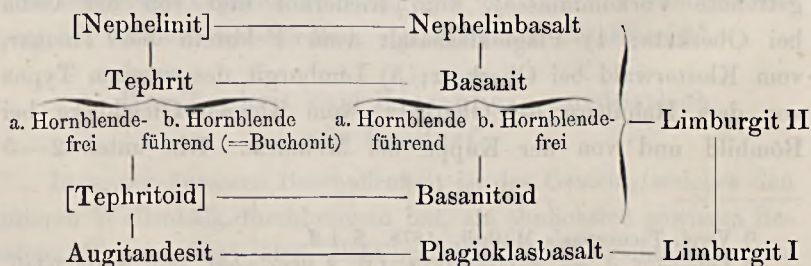 [Nephelinit] Nephelinbasalt
Tephrit Basanit
a. Hornblende- b. Hornblende a. Hornblende b. Hornblende-
frei führend (=Buchonit) führend frei
Limburgit II
[Tephritoid] Basanitoid
Augitandesit Plagioklasbasalt Limburgit I